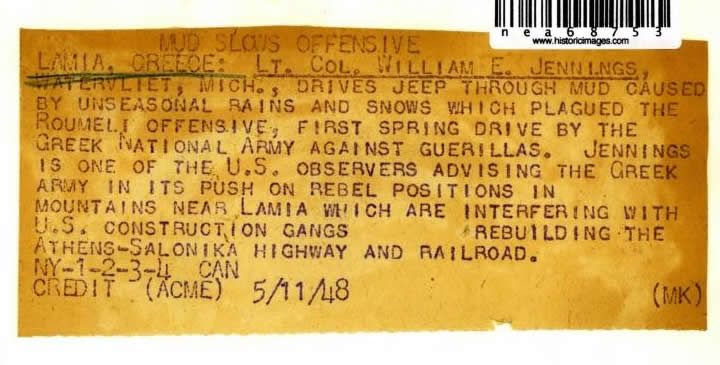 nea68753
www.historicimages.com
MUD SLOWS OFFENSIVE
LAMIA, GREECE: LT. COL. WILLIAM E. JENNINGS,
WATERVLIET, MICH., DRIVES JEEP THROUGH MUD CAUSED
BY UNSEASONAL RAINS AND SNOWS WHICH PLAGUED THE
ROUMELI OFFENSIVE, FIRST SPRING DRIVE BY THE
GREEK NATIONAL ARMY AGAINST GUERILLAS. JENNINGS
IS ONE OF THE U.S. OBSERVERS ADVISING THE GREEK
ARMY IN ITS PUSH ON REBEL POSITIONS IN
MOUNTAINS NEAR LAMIA WHICH ARE INTERFERING WITH
U.S. CONSTRUCTION GANGS REBUILDING THE
ATHENS-SALONIKA HIGHWAY AND RAILROAD.
NY-1-2-3-4 CAN
CREDIT (ACME) 5/11/48 (MK)